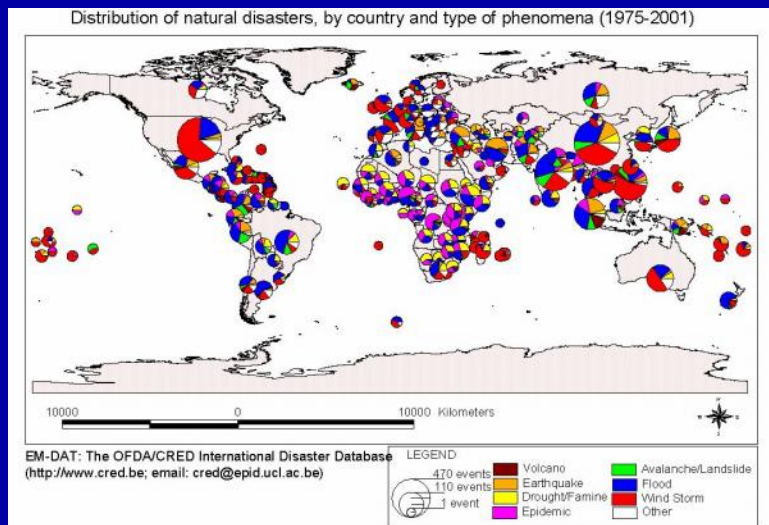 Distribution of natural disasters, by country and type of phenomena (1975-2001)
10000 0 10000 Kilometers
EM-DAT: The OFDA/CRED International Disaster Database
(http://www.cred.be; email: cred@epid.ucl.ac.be)
LEGEND
470 events
110 events
1 event
Volcano
Earthquake
Drought/Famine
Epidemic
Avalanche/Landslide
Flood
Wind Storm
Other